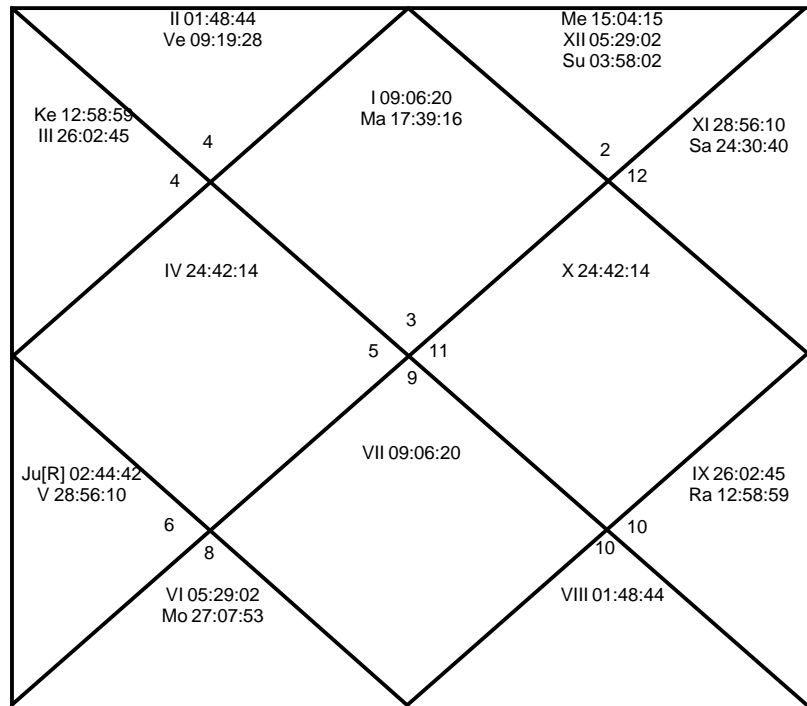 II 01:48:44
Ve 09:19:28
Me 15:04:15
XII 05:29:02
Su 03:58:02
I 09:06:20
Ma 17:39:16
Ke 12:58:59
III 26:02:45
XI 28:56:10
Sa 24:30:40
4
2
4
12
IV 24:42:14
X 24:42:14
3
5
11
9
VII 09:06:20
Ju[R] 02:44:42
V 28:56:10
IX 26:02:45
Ra 12:58:59
6
10
8
10
VI 05:29:02
Mo 27:07:53
VIII 01:48:44